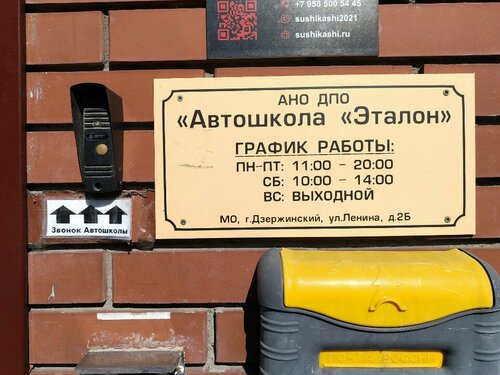 +7 958 500 54 45
sushikashi2021
sushikashi.ru
АНО ДПО
«Автошкола «Эталон»
ГРАФИК РАБОТЫ:
ПН-ПТ: 11:00 - 20:00
СБ: 10:00 - 14:00
ВС: ВЫХОДНОЙ
МО, г.Дзержинский, ул.Ленина, д.2Б
Звонок Автошколы
ПОЧТА РОССИИ